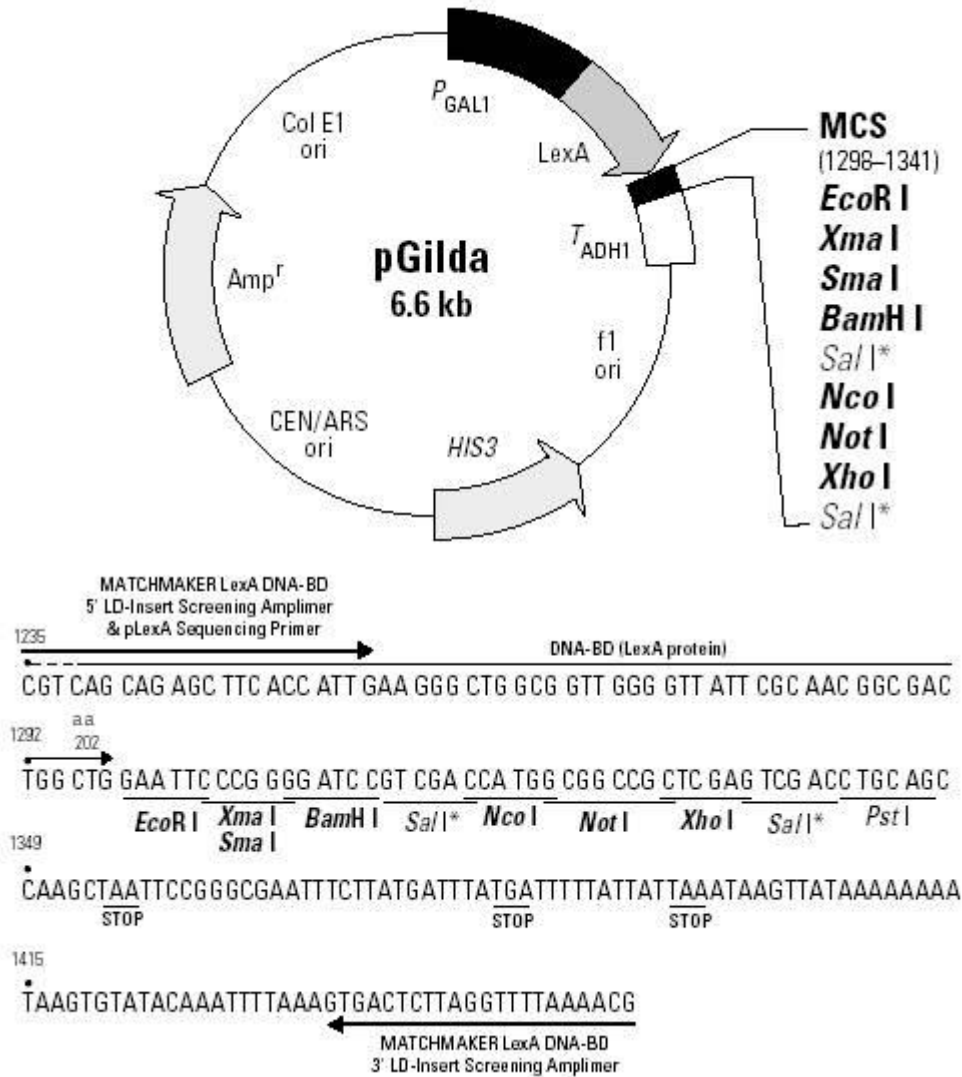 P GAL1
Col E1
ori
LexA
MCS
(1298–1341)
EcoR I
Xma I
Sma I
BamH I
Sal I*
Nco I
Not I
Xho I
Sal I*
T ADH1
pGilda
6.6 kb
Amp r
f1
ori
CEN/ARS
ori
HIS3
MATCHMAKER LexA DNA-BD
5' LD-Insert Screening Amplimer
& pLexA Sequencing Primer
1235
DNA-BD (LexA protein)
CGT CAG CAG AGC TTC ACC ATT GAA GGG CTG GCG GTT GGG GTT ATT CGC AAC GGC GAC
1292
a.a.
202
TGG CTG GAA TTC CCG GGG ATC CGT CGA CCA TGG CGG CCG CTC GAG TCG ACC TGC AGC
EcoR I Xma I BamH I Sal I* Nco I Not I Xho I Sal I* Pst I
Sma I
1349
CAAGCTAATTCCGGGCGAATTTCTTATGATTTATGATTTTTATTATTAAATAAGTTATAAAAAAAA
STOP STOP STOP
1415
TAAGTGTATACAAATTTTAAAGTGACTCTTAGGTTTTAAAACG
MATCHMAKER LexA DNA-BD
3' LD-Insert Screening Amplimer